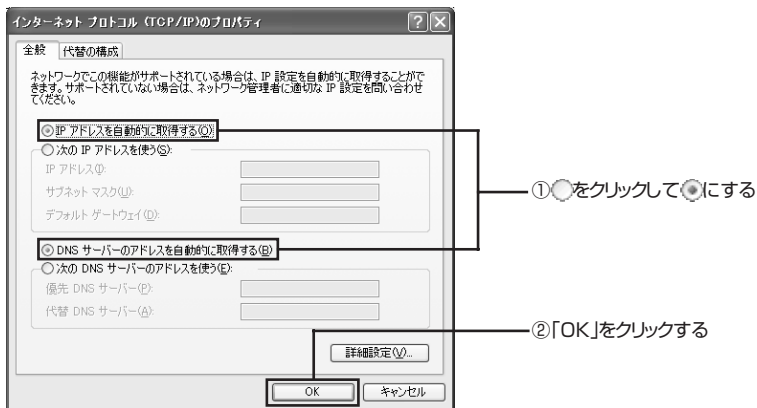 インターネット プロトコル (TCP/IP)のプロパティ
全般
代替の構成
ネットワークでこの機能がサポートされている場合は、IP 設定を自動的に取得することがで
きます。サポートされていない場合は、ネットワーク管理者に適切な IP 設定を問い合わせ
てください。
IP アドレスを自動的に取得する(O)
次の IP アドレスを使う(S):
IP アドレス(I):
サブネット マスク(U):
デフォルト ゲートウェイ(D):
①○をクリックして◉にする
DNS サーバーのアドレスを自動的に取得する(B)
次の DNS サーバーのアドレスを使う(E):
優先 DNS サーバー(P):
代替 DNS サーバー(A):
②「OK」をクリックする
詳細設定(V)...
OK
キャンセル